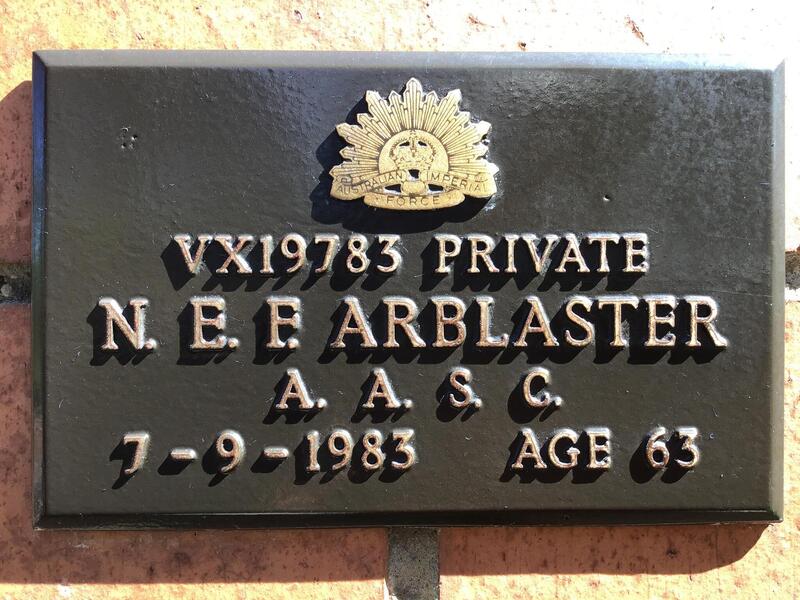 AUSTRALIAN IMPERIAL
FORCE
VX19783 PRIVATE
N. E. F. ARBLASTER
A. A. S. C.
7-9-1983 AGE 63